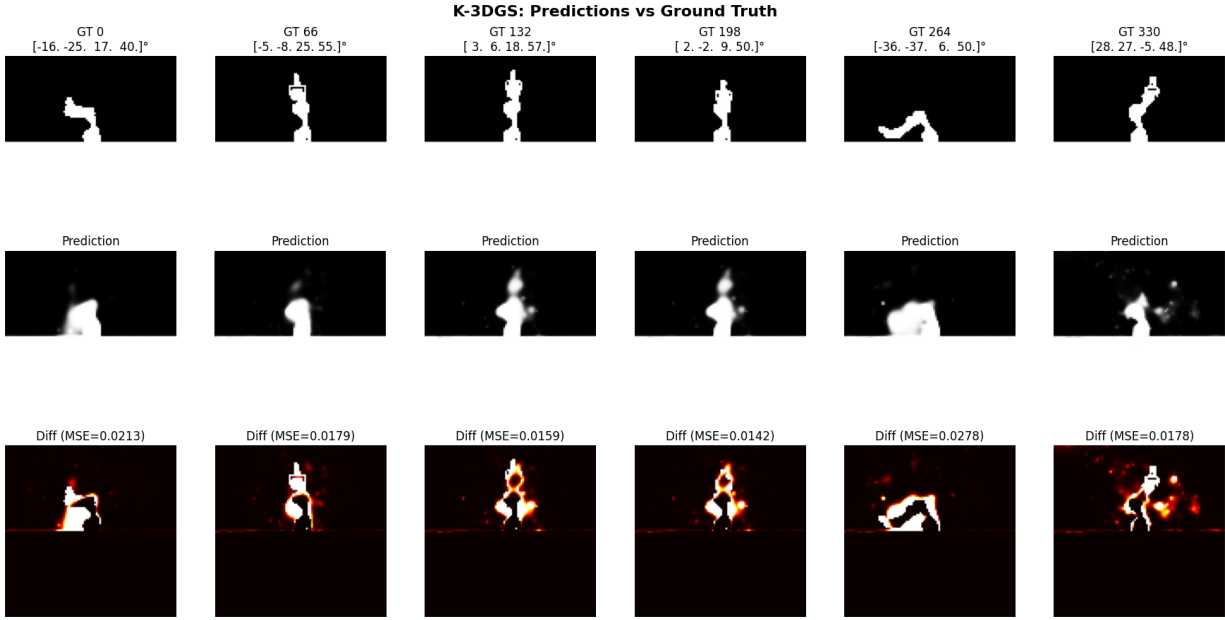 K-3DGS: Predictions vs Ground Truth
GT 0
[-16. -25.  17.  40.]°
GT 66
[-5. -8. 25. 55.]°
GT 132
[ 3.  6. 18. 57.]°
GT 198
[ 2. -2.  9. 50.]°
GT 264
[-36. -37.   6.  50.]°
GT 330
[28. 27. -5. 48.]°
Prediction
Prediction
Prediction
Prediction
Prediction
Prediction
Diff (MSE=0.0213)
Diff (MSE=0.0179)
Diff (MSE=0.0159)
Diff (MSE=0.0142)
Diff (MSE=0.0278)
Diff (MSE=0.0178)